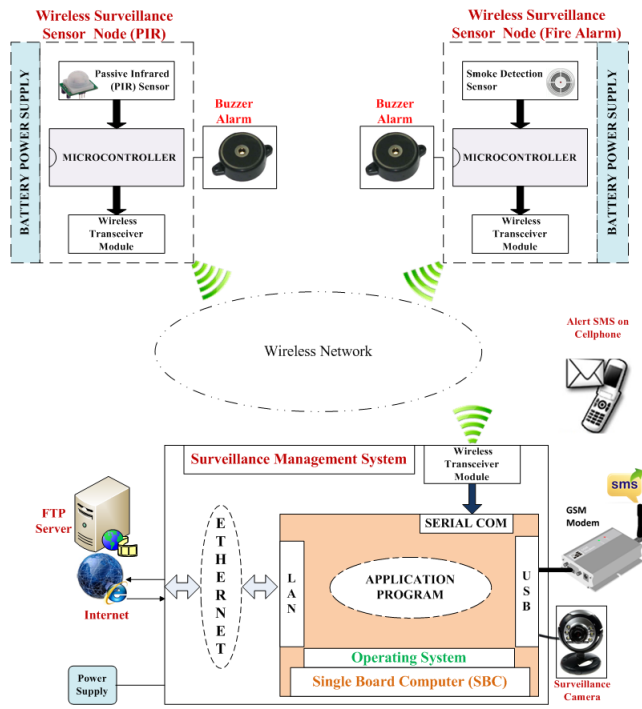 Wireless Surveillance
Sensor Node (PIR)
Wireless Surveillance
Sensor Node (Fire Alarm)
BATTERY POWER SUPPLY
Passive Infrared
(PIR) Sensor
MICROCONTROLLER
Wireless
Transceiver
Module
Buzzer
Alarm
Buzzer
Alarm
Smoke Detection
Sensor
MICROCONTROLLER
Wireless
Transceiver
Module
BATTERY POWER SUPPLY
Wireless Network
Alert SMS on
Cellphone
Surveillance Management System
Wireless
Transceiver
Module
FTP
Server
Internet
ETHERNET
LAN
SERIAL COM
APPLICATION
PROGRAM
USB
Operating System
Single Board Computer (SBC)
sms
GSM
Modem
Surveillance
Camera
Power
Supply